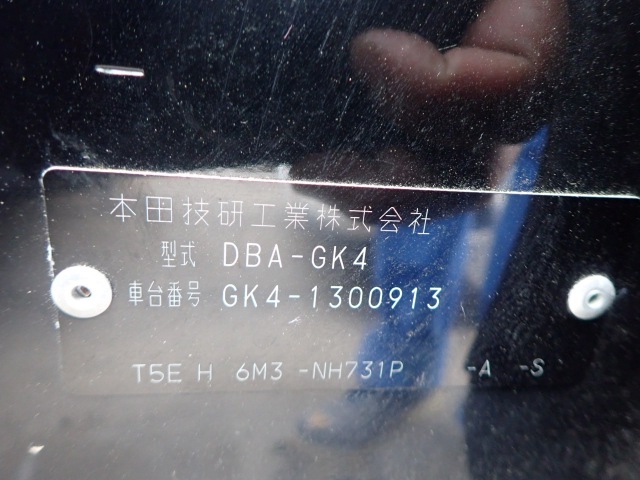 本田技研工業株式会社
型式 DBA-GK4
車台番号 GK4-1300913
T5E H 6M3 -NH731P -A -S